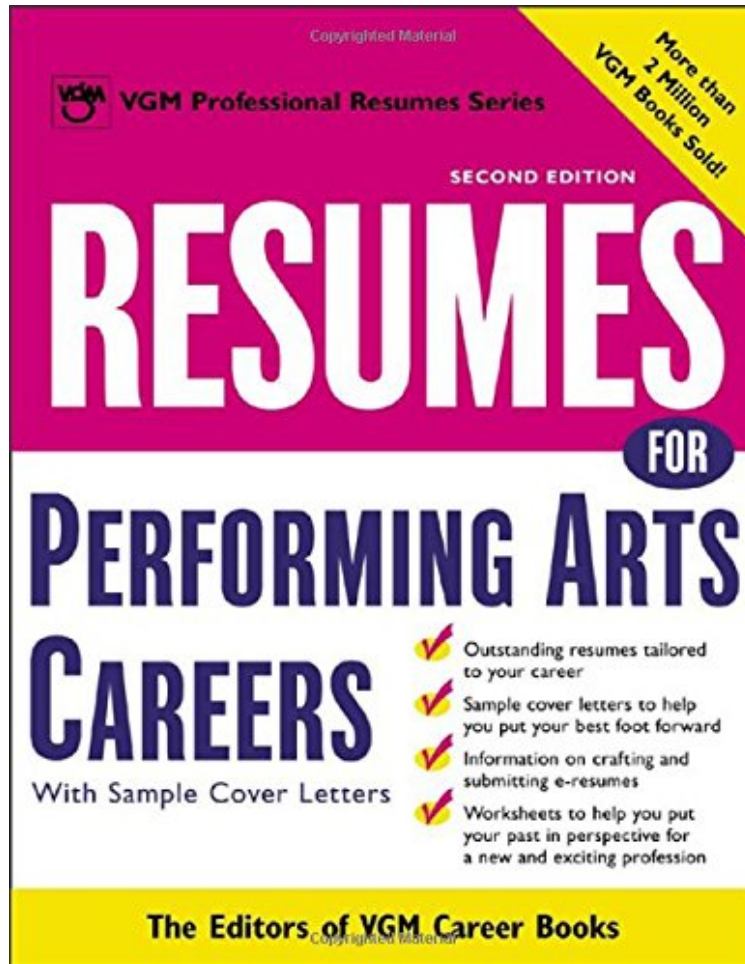 Copyrighted Material
More than
2 Million
VGM Books Sold!
VGM
VGM Professional Resumes Series
SECOND EDITION
RESUMES
FOR
PERFORMING ARTS
CAREERS
With Sample Cover Letters
Outstanding resumes tailored
to your career
Sample cover letters to help
you put your best foot forward
Information on crafting and
submitting e-resumes
Worksheets to help you put
your past in perspective for
a new and exciting profession
The Editors of VGM Career Books
Copyrighted Material